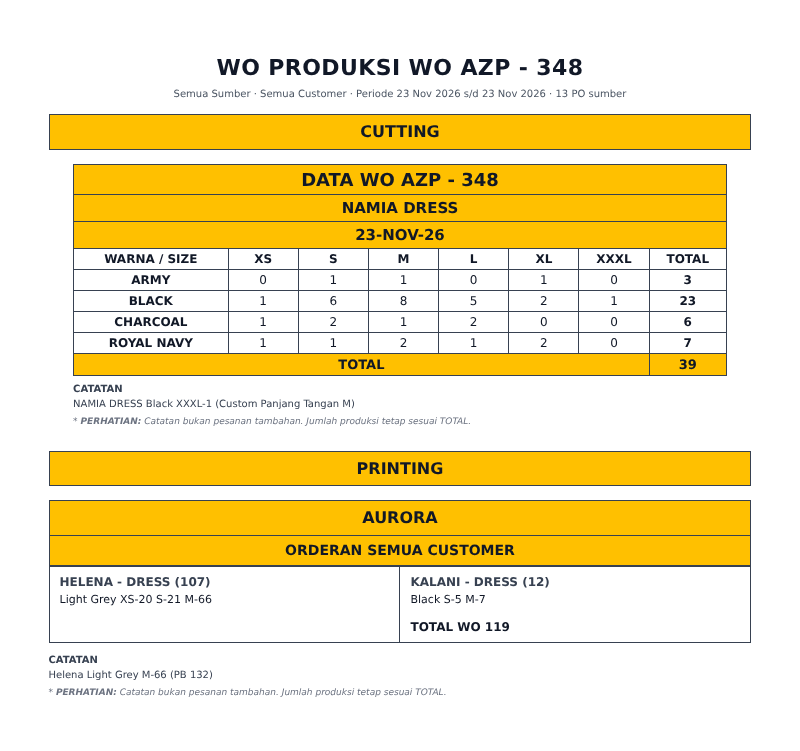 WO PRODUKSI WO AZP - 348
Semua Sumber · Semua Customer · Periode 23 Nov 2026 s/d 23 Nov 2026 · 13 PO sumber
CUTTING
DATA WO AZP - 348
NAMIA DRESS
23-NOV-26
WARNA / SIZE XS S M L XL XXXL TOTAL
ARMY 0 1 1 0 1 0 3
BLACK 1 6 8 5 2 1 23
CHARCOAL 1 2 1 2 0 0 6
ROYAL NAVY 1 1 2 1 2 0 7
TOTAL 39
CATATAN
NAMIA DRESS Black XXXL-1 (Custom Panjang Tangan M)
* PERHATIAN: Catatan bukan pesanan tambahan. Jumlah produksi tetap sesuai TOTAL.
PRINTING
AURORA
ORDERAN SEMUA CUSTOMER
HELENA - DRESS (107)
Light Grey XS-20 S-21 M-66
KALANI - DRESS (12)
Black S-5 M-7
TOTAL WO 119
CATATAN
Helena Light Grey M-66 (PB 132)
* PERHATIAN: Catatan bukan pesanan tambahan. Jumlah produksi tetap sesuai TOTAL.